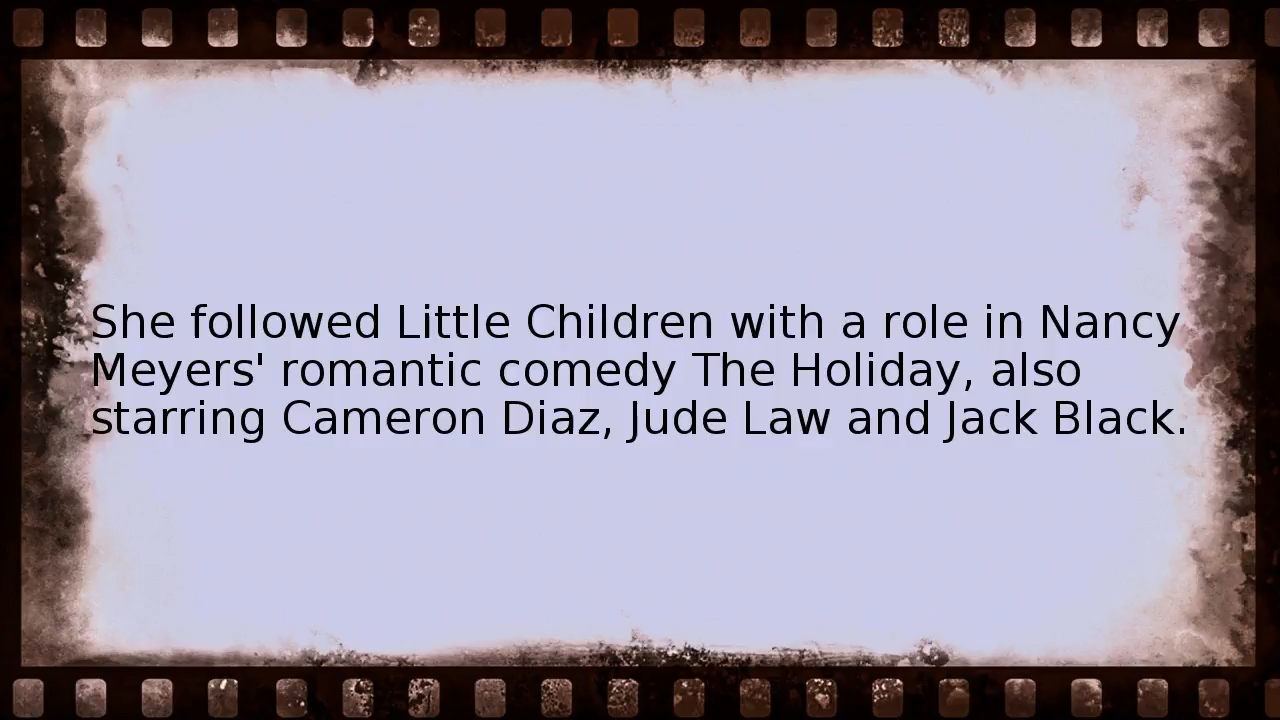 She followed Little Children with a role in Nancy
Meyers' romantic comedy The Holiday, also
starring Cameron Diaz, Jude Law and Jack Black.